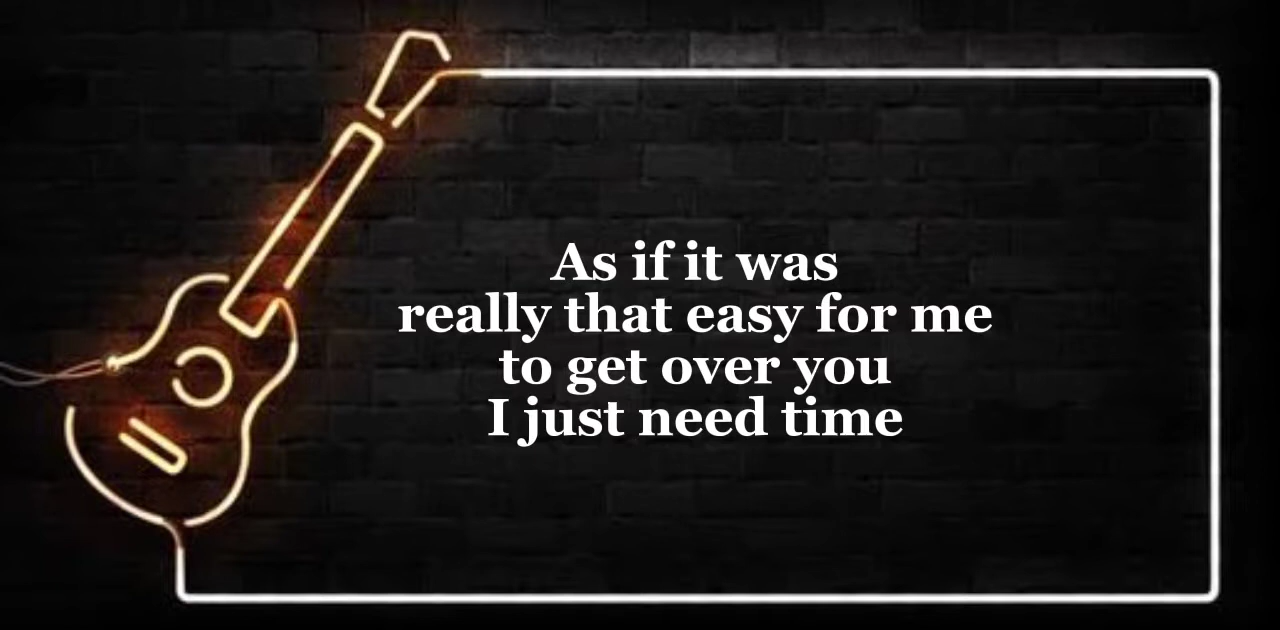 As if it was
really that easy for me
to get over you
I just need time